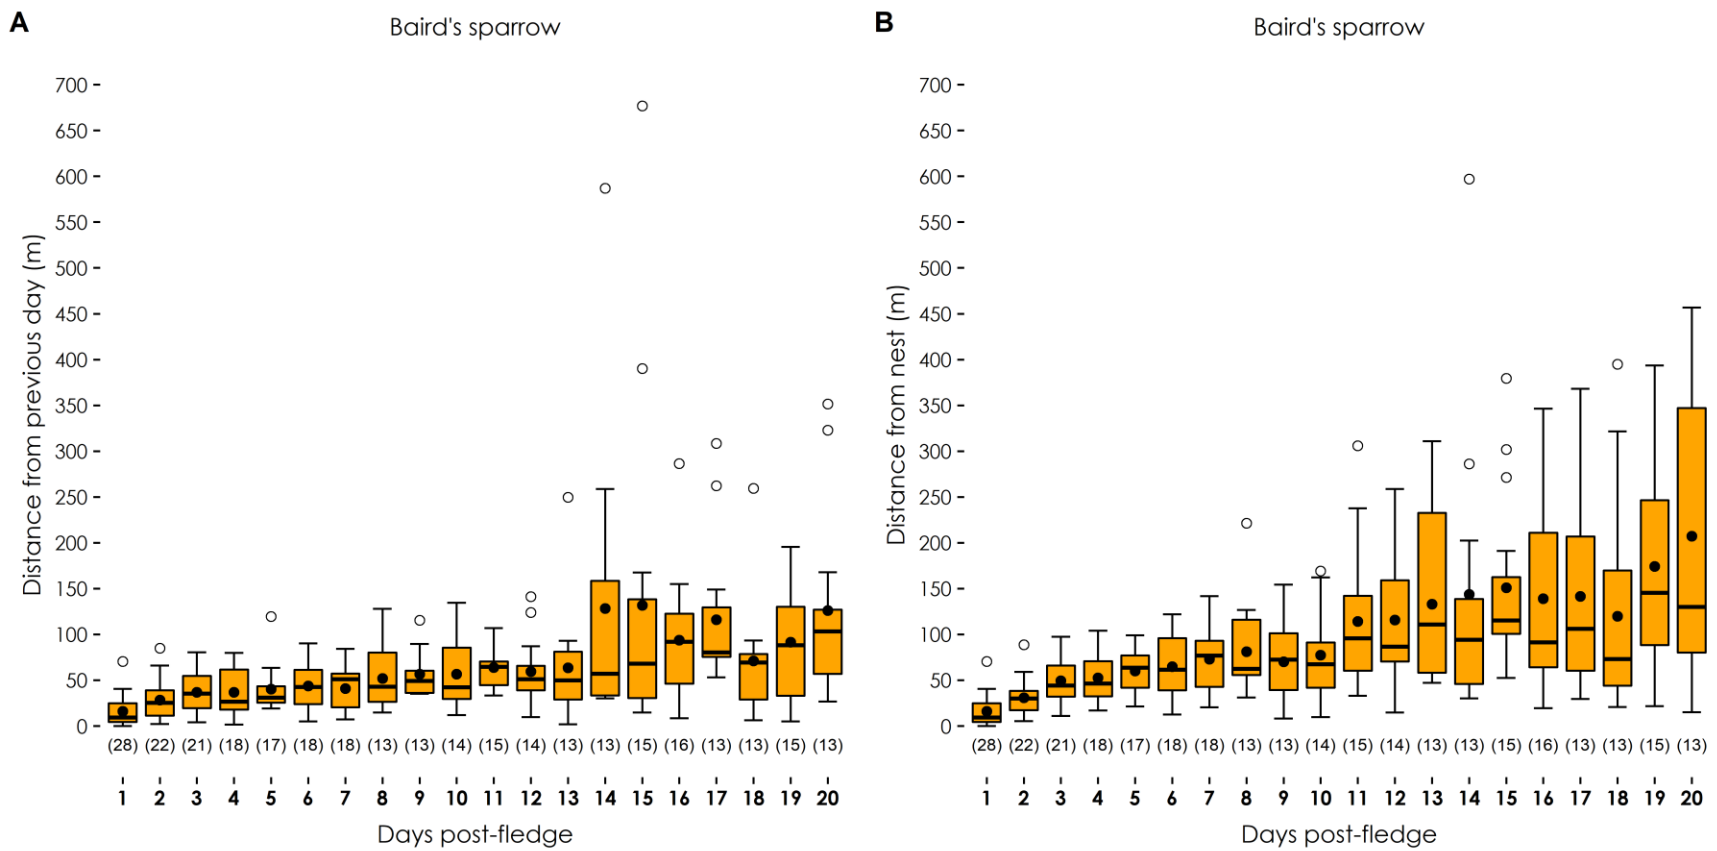 A
Baird's sparrow
Distance from previous day (m)
700
650
600
550
500
450
400
350
300
250
200
150
100
50
0
(28) (22) (21) (18) (17) (18) (18) (13) (13) (14) (15) (14) (13) (13) (15) (16) (13) (13) (15) (13)
1 2 3 4 5 6 7 8 9 10 11 12 13 14 15 16 17 18 19 20
Days post-fledge
B
Baird's sparrow
Distance from nest (m)
700
650
600
550
500
450
400
350
300
250
200
150
100
50
0
(28) (22) (21) (18) (17) (18) (18) (13) (13) (14) (15) (14) (13) (13) (15) (16) (13) (13) (15) (13)
1 2 3 4 5 6 7 8 9 10 11 12 13 14 15 16 17 18 19 20
Days post-fledge